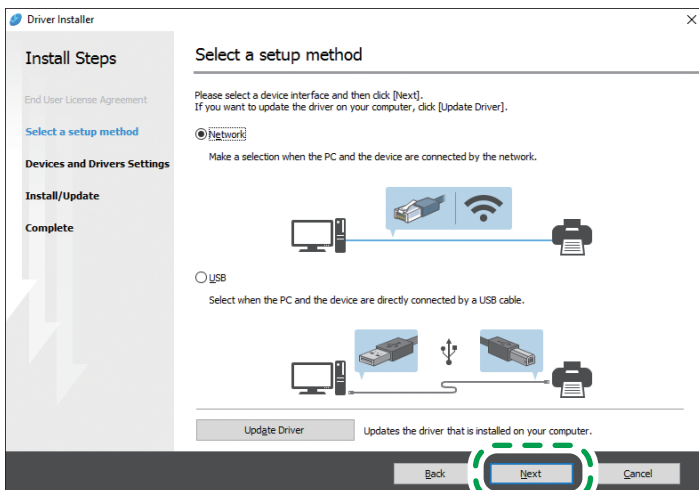 Driver Installer
Install Steps
End User License Agreement
Select a setup method
Devices and Drivers Settings
Install/Update
Complete
Select a setup method
Please select a device interface and then click [Next].
If you want to update the driver on your computer, click [Update Driver].
Network
Make a selection when the PC and the device are connected by the network.
USB
Select when the PC and the device are directly connected by a USB cable.
Update Driver
Updates the driver that is installed on your computer.
Back
Next
Cancel